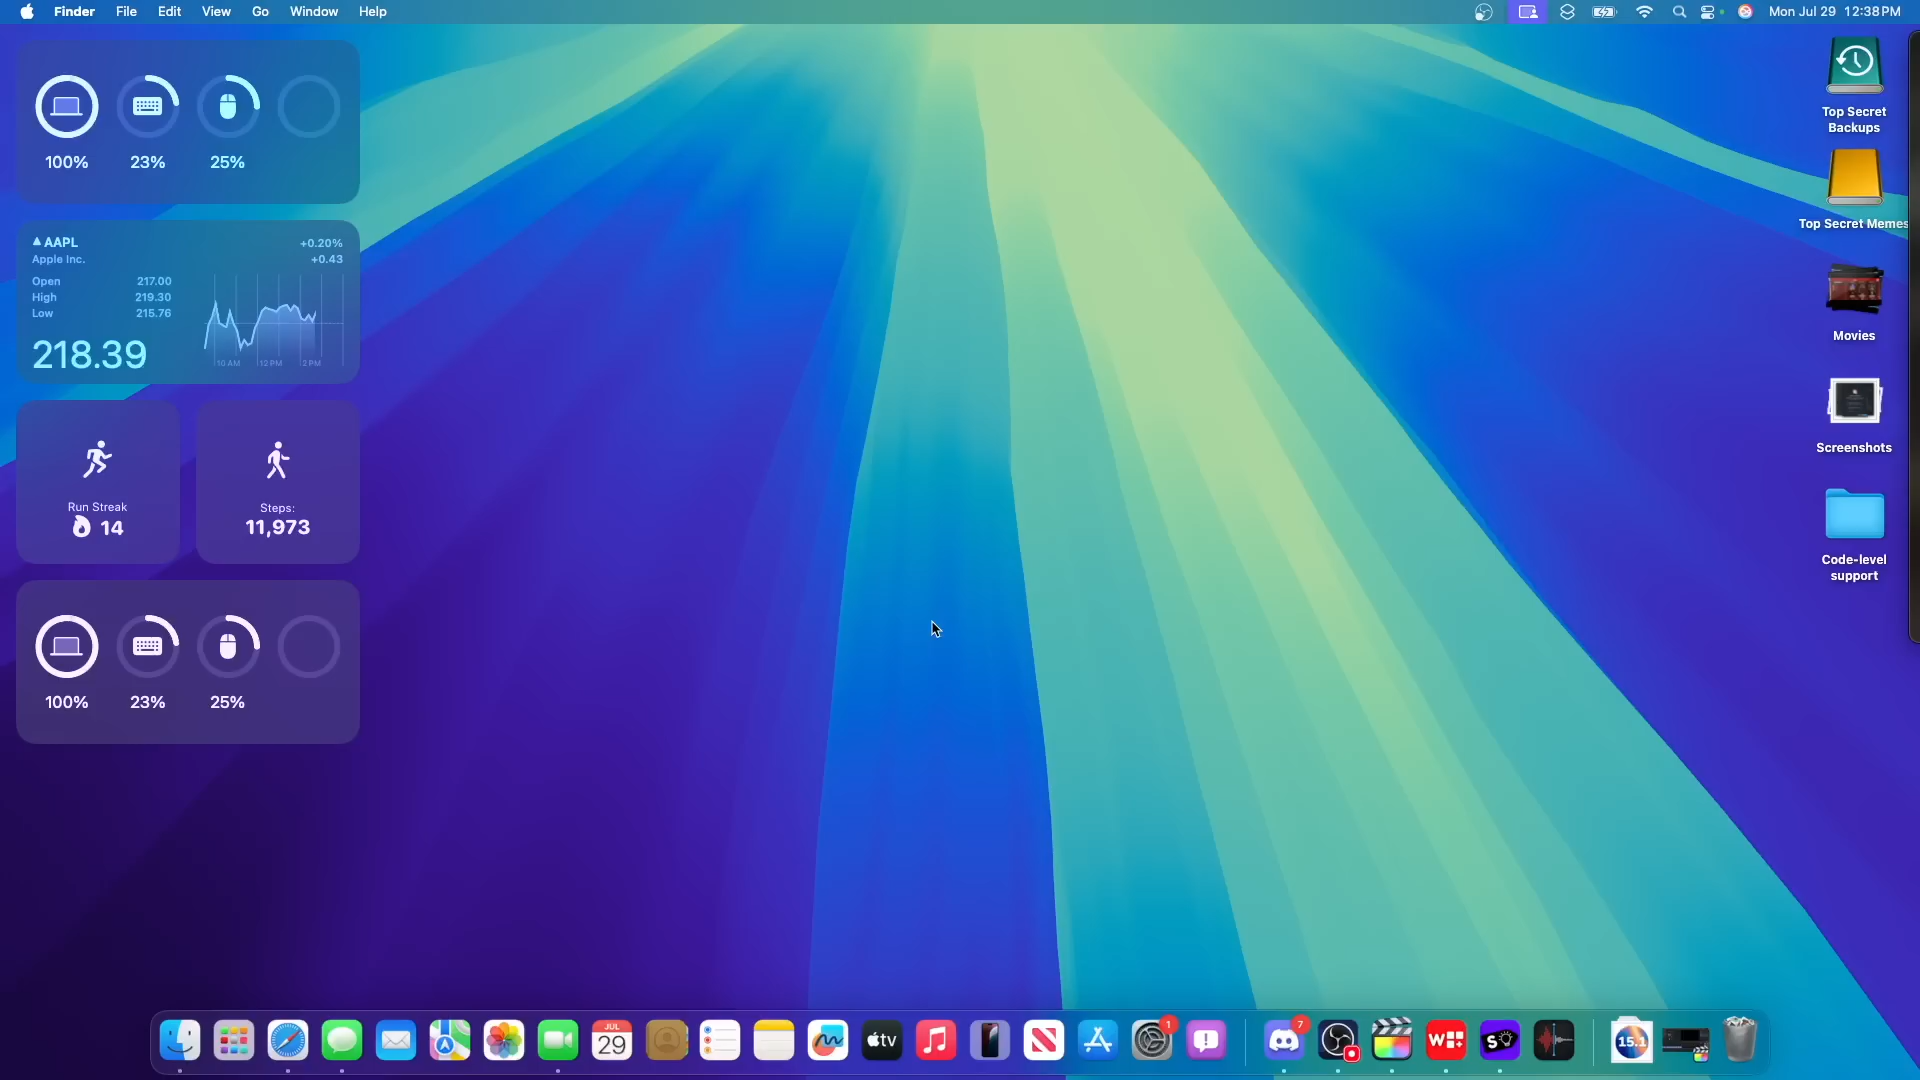 Finder File Edit View Go Window Help
Mon Jul 29 12:38 PM
100% 23% 25%
AAPL +0.20%
Apple Inc. +0.43
Open 217.00
High 219.30
Low 215.76
218.39
10 AM 12 PM 2 PM
Run Streak
14
Steps:
11,973
100% 23% 25%
Top Secret
Backups
Top Secret Memes
Movies
Screenshots
Code-level
support
JUL
29
tv
1
7
15.1